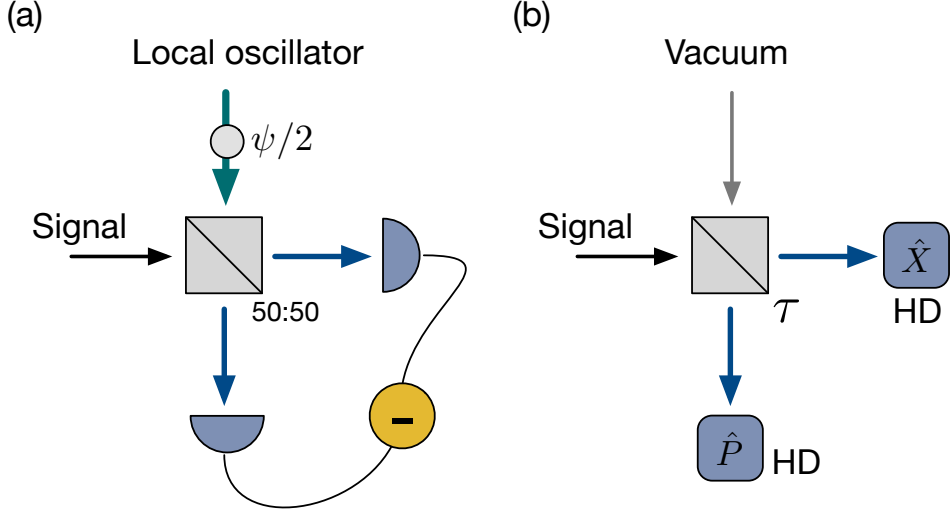 (a)
Local oscillator
ψ/2
Signal
50:50
−
(b)
Vacuum
Signal
X̂
HD
τ
P̂
HD